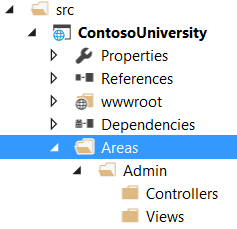 src
ContosoUniversity
Properties
References
wwwroot
Dependencies
Areas
Admin
Controllers
Views